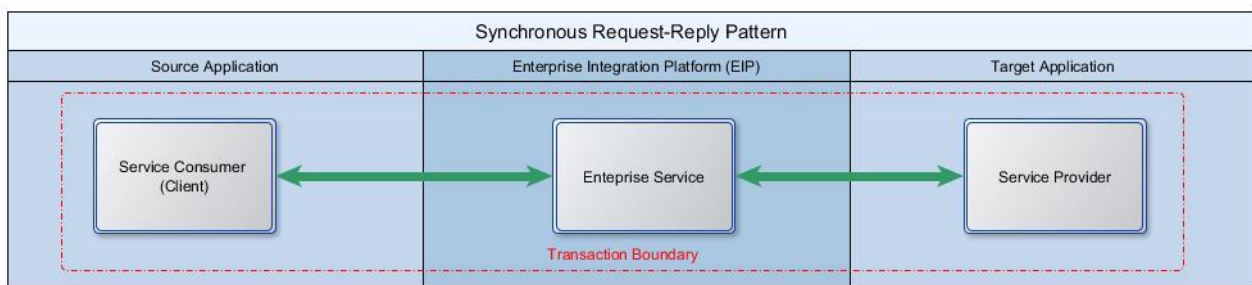 Synchronous Request-Reply Pattern
Source Application
Enterprise Integration Platform (EIP)
Target Application
Service Consumer
(Client)
Enteprise Service
Service Provider
Transaction Boundary